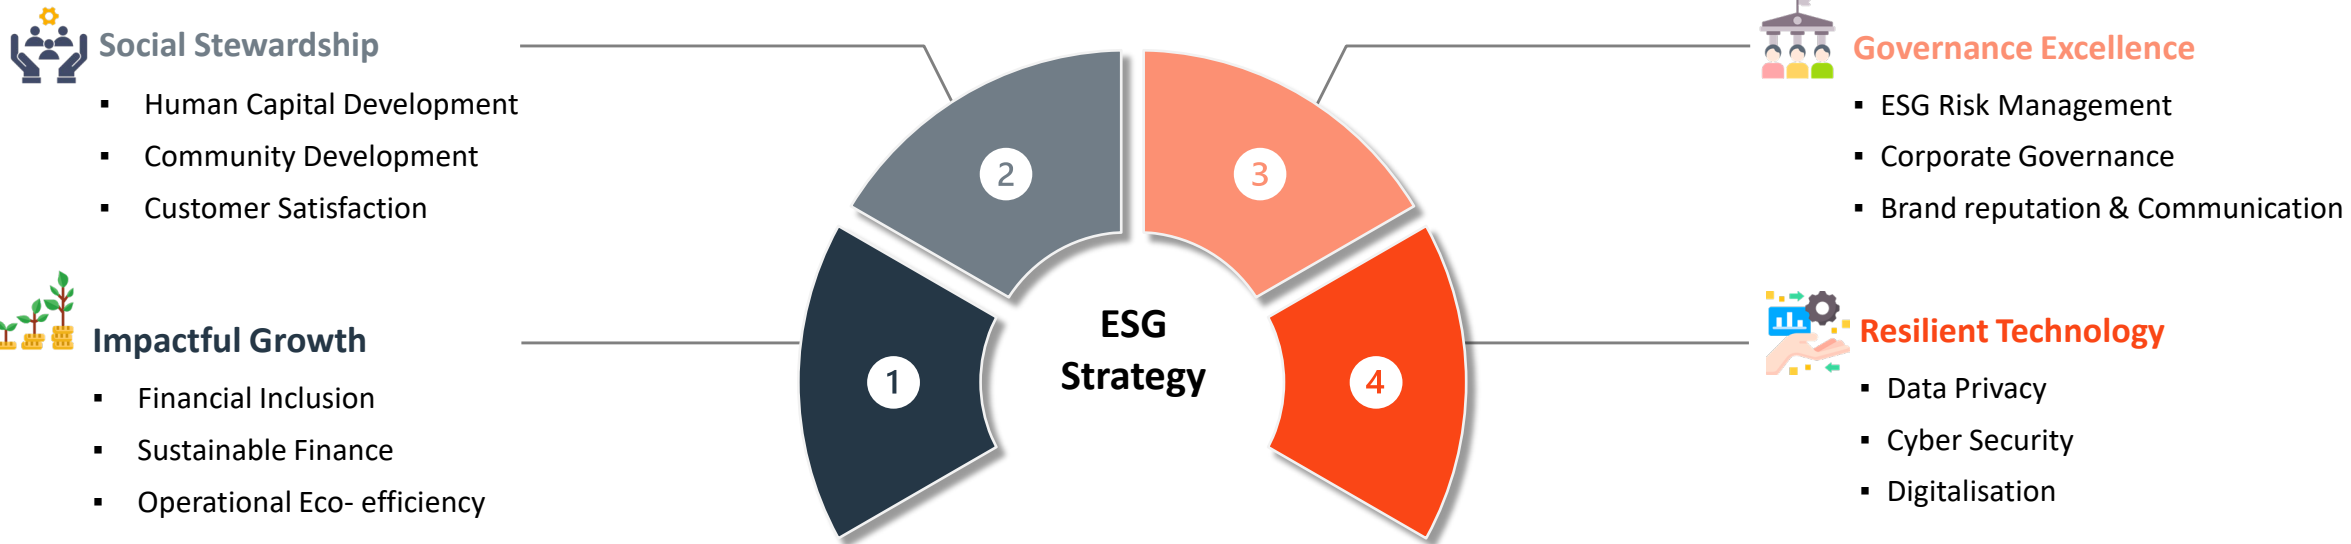 Social Stewardship
▪ Human Capital Development
▪ Community Development
▪ Customer Satisfaction
Impactful Growth
▪ Financial Inclusion
▪ Sustainable Finance
▪ Operational Eco- efficiency
1
2
3
4
ESG
Strategy
Governance Excellence
▪ ESG Risk Management
▪ Corporate Governance
▪ Brand reputation & Communication
Resilient Technology
▪ Data Privacy
▪ Cyber Security
▪ Digitalisation